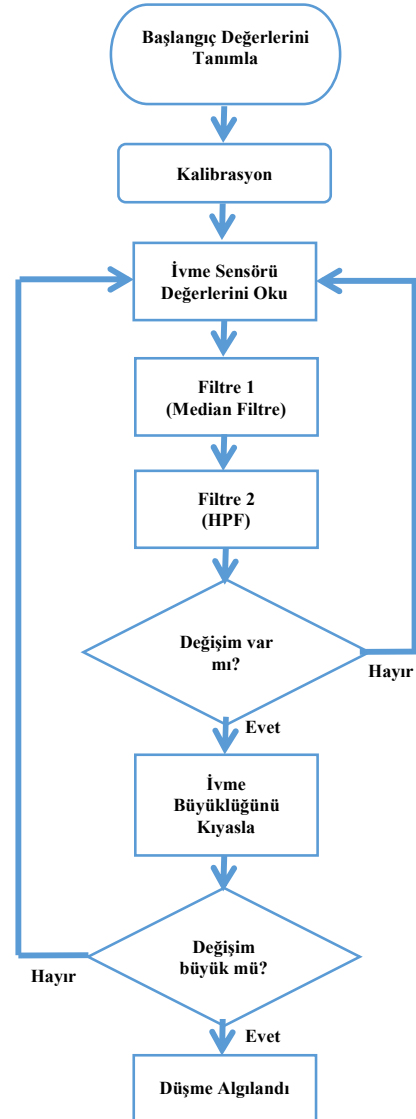 Başlangıç Değerlerini
Tanımla
Kalibrasyon
İvme Sensörü
Değerlerini Oku
Filtre 1
(Median Filtre)
Filtre 2
(HPF)
Değişim var
mı?
Hayır
Evet
İvme
Büyüklüğünü
Kıyasla
Değişim
büyük mü?
Hayır
Evet
Düşme Algılandı